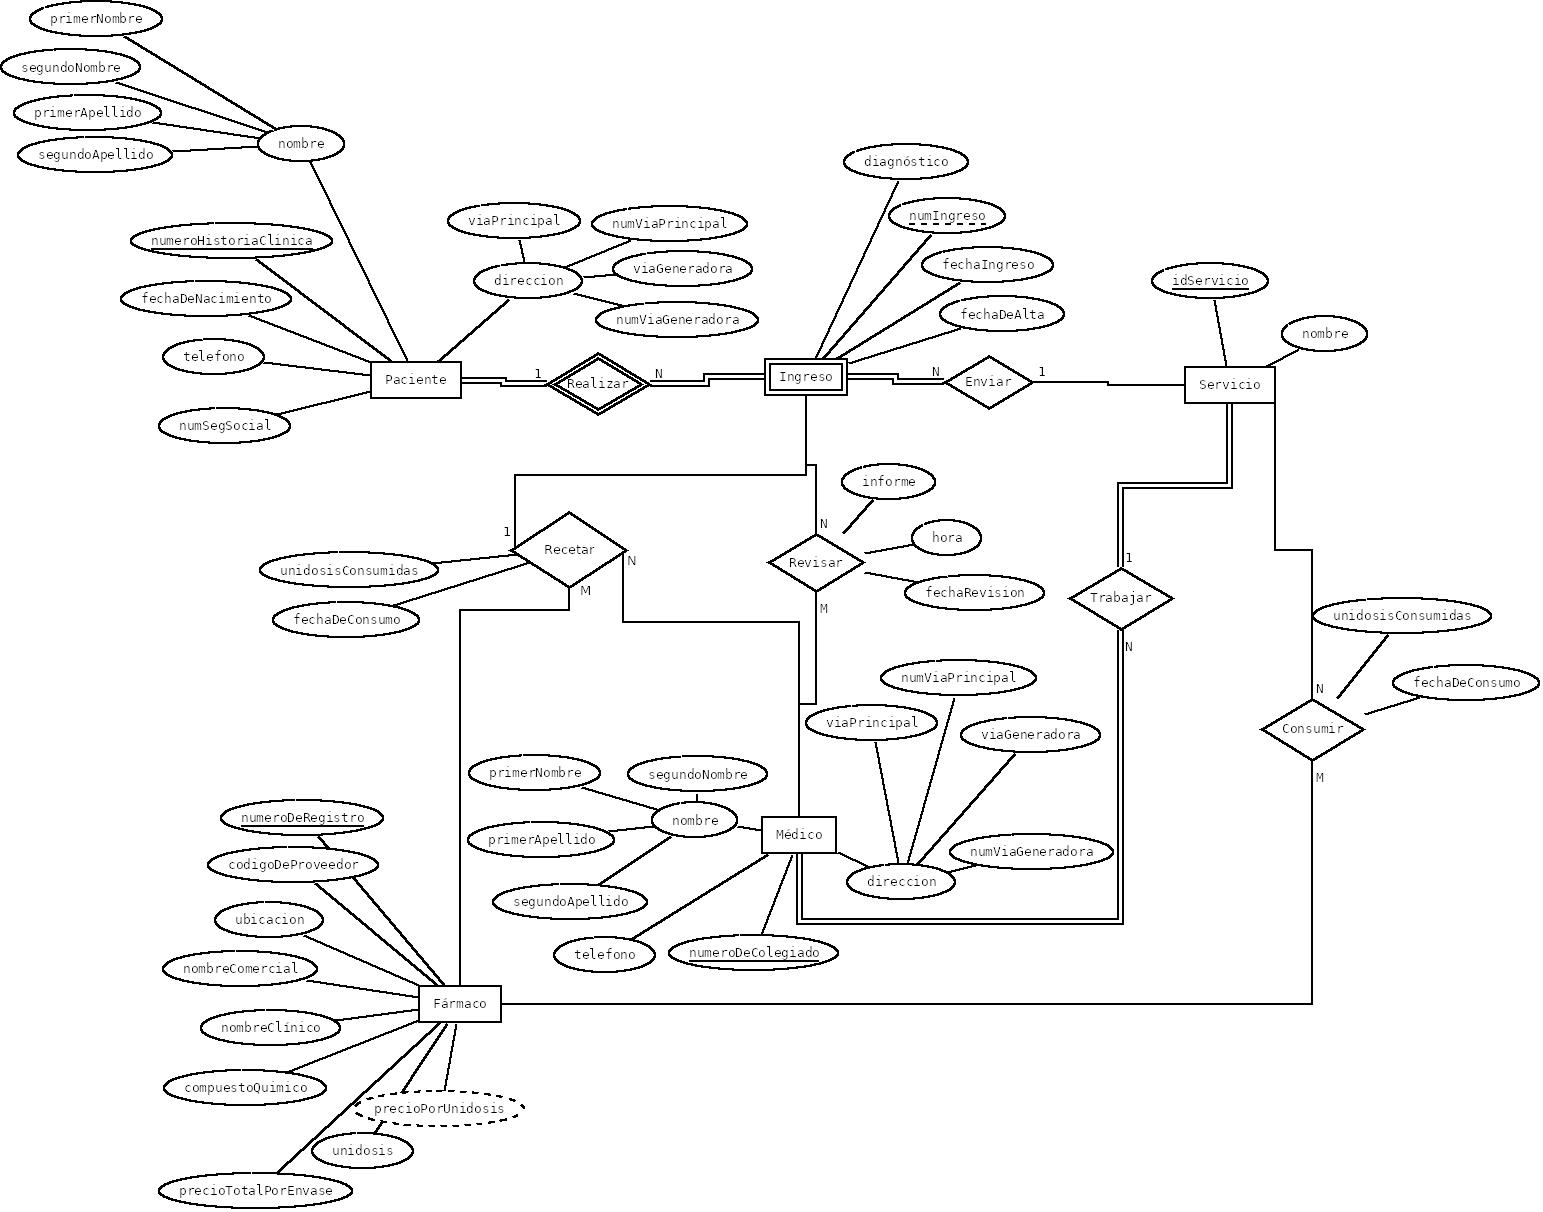 primerNombre
segundoNombre
primerApellido
segundoApellido
nombre
diagnóstico
numIngreso
fechaIngreso
fechaDeAlta
viaPrincipal
numViaPrincipal
viaGeneradora
numViaGeneradora
direccion
numeroHistoriaClinica
fechaDeNacimiento
telefono
numSegSocial
Paciente
1
Realizar
N
Ingreso
N
Enviar
1
idServicio
nombre
Servicio
informe
hora
fechaRevision
N
Revisar
M
1
Recetar
N
M
unidosisConsumidas
fechaDeConsumo
1
Trabajar
N
unidosisConsumidas
fechaDeConsumo
N
Consumir
M
numViaPrincipal
viaPrincipal
viaGeneradora
numViaGeneradora
direccion
primerNombre
segundoNombre
nombre
primerApellido
segundoApellido
Médico
telefono
numeroDeColegiado
numeroDeRegistro
codigoDeProveedor
ubicacion
nombreComercial
Fármaco
nombreClínico
compuestoQuimico
precioPorUnidosis
unidosis
precioTotalPorEnvase